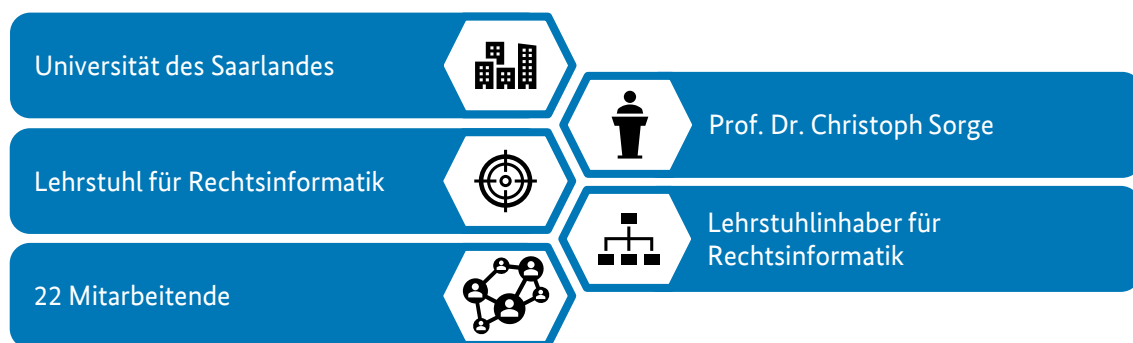 Universität des Saarlandes
Prof. Dr. Christoph Sorge
Lehrstuhl für Rechtsinformatik
Lehrstuhlinhaber für
Rechtsinformatik
22 Mitarbeitende